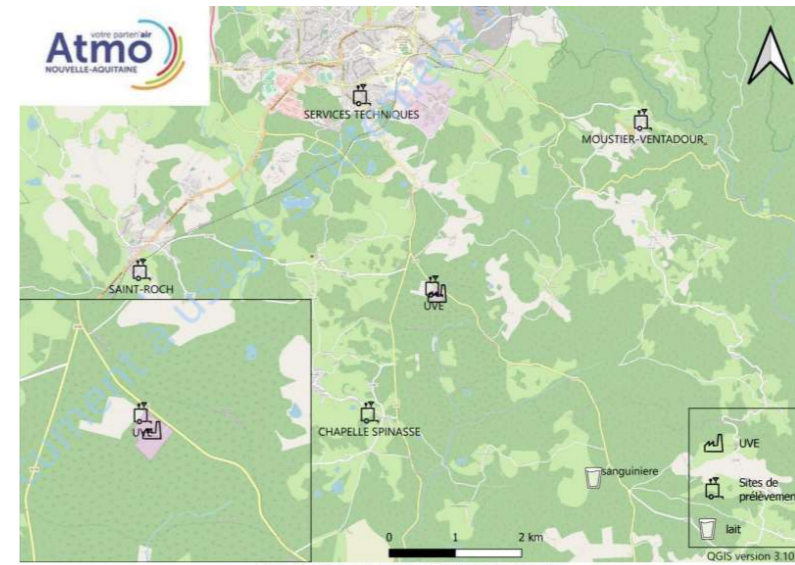 votre parten'air
Atmo
NOUVELLE-AQUITAINE
SERVICES TECHNIQUES
MOUSTIER-VENTADOUR
SAINT-ROCH
UVE
UVE
CHAPELLE SPINASSE
sanguiniere
UVE
Sites de
prélèvement
lait
0 1 2 km
QGIS version 3.10